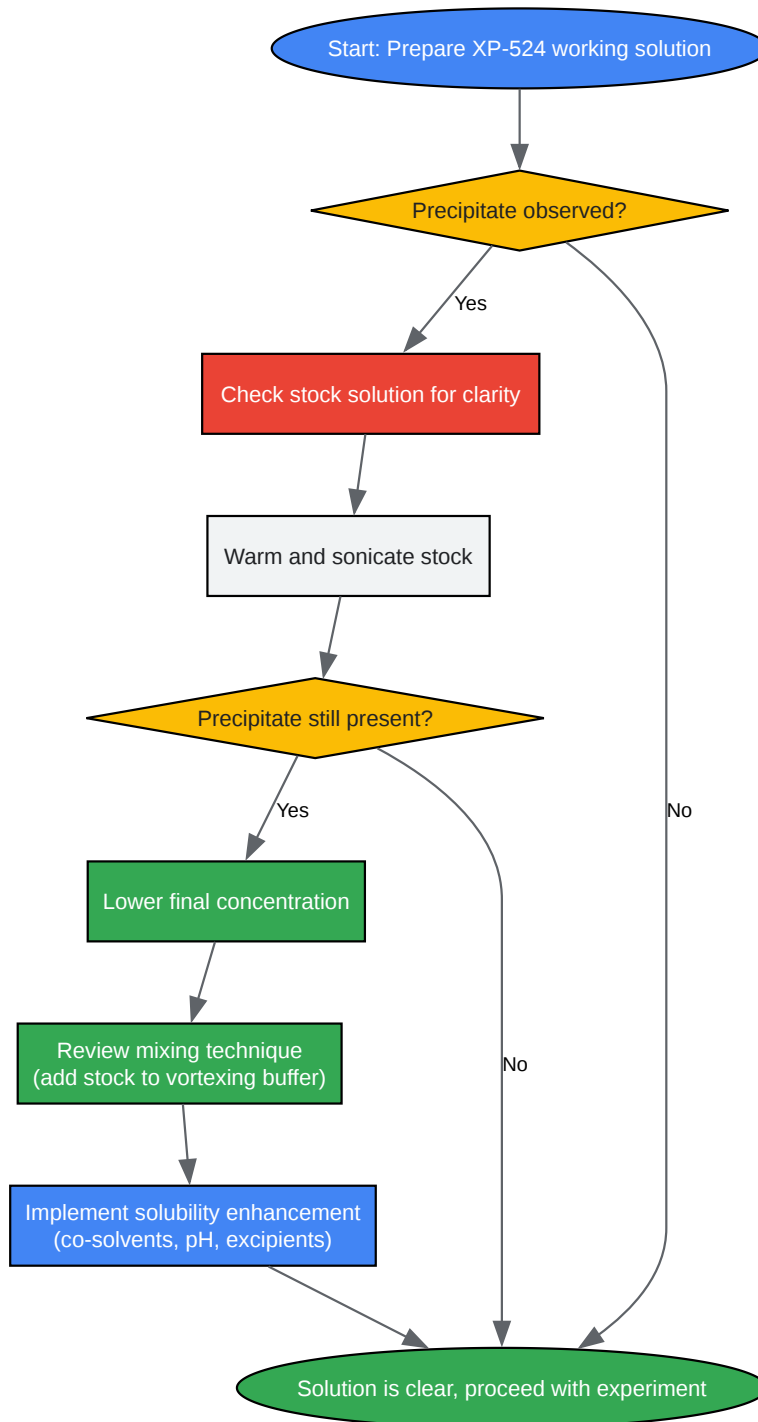 Start: Prepare XP-524 working solution
Precipitate observed?
Yes
Check stock solution for clarity
Warm and sonicate stock
Precipitate still present?
Yes
No
Lower final concentration
Review mixing technique
(add stock to vortexing buffer)
No
Implement solubility enhancement
(co-solvents, pH, excipients)
Solution is clear, proceed with experiment